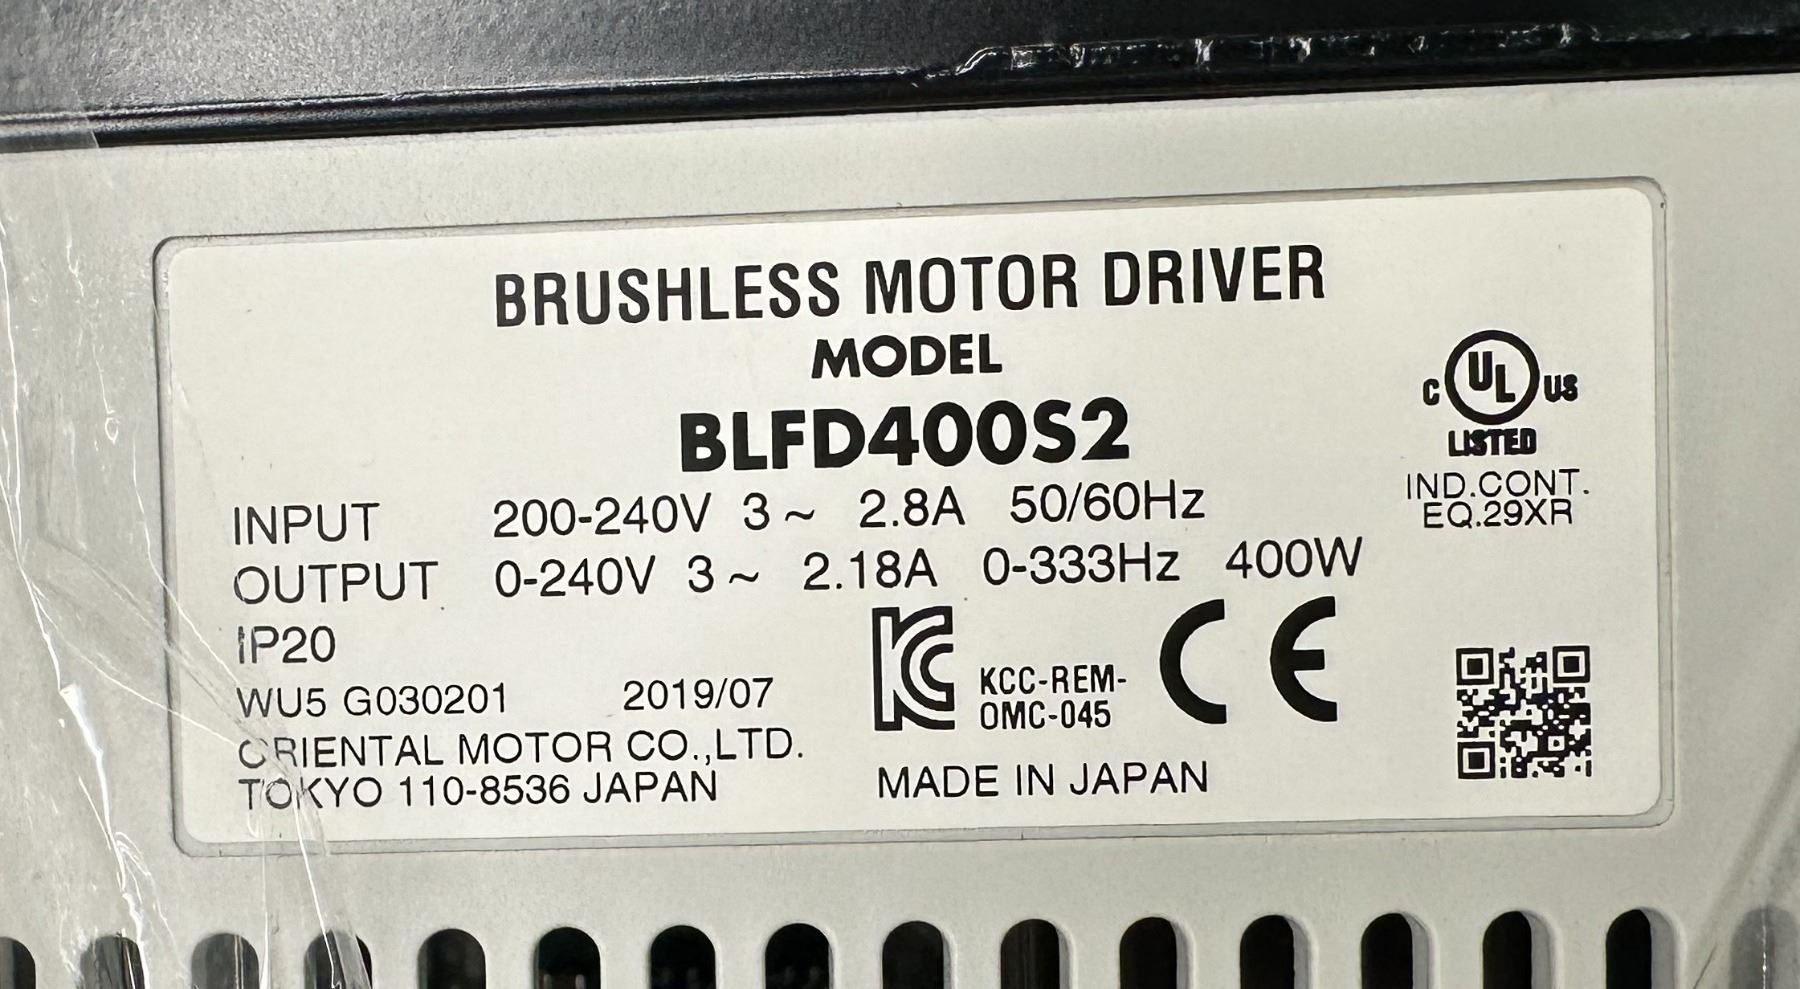 BRUSHLESS MOTOR DRIVER
MODEL
BLFD400S2
INPUT 200-240V 3～ 2.8A 50/60Hz
OUTPUT 0-240V 3～ 2.18A 0-333Hz 400W
IP20
WU5 G030201 2019/07
ORIENTAL MOTOR CO.,LTD.
TOKYO 110-8536 JAPAN
KC KCC-REM-
OMC-045
CE
MADE IN JAPAN
C UL US
LISTED
IND.CONT.
EQ.29XR